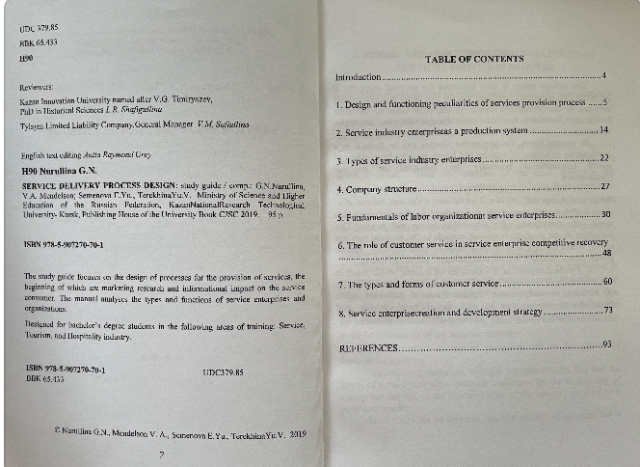 UDC 379.85
BBK 65.433
H90
Reviewers:
Kazan Innovation University named after V.G. Timiryasov,
PhD in Historical Sciences I. R. Shafigullina
Tylsym Limited Liability Company, General Manager V.M. Sufiullina
English text editing Anita Raymond Grey
H90 Nurullina G.N.
SERVICE DELIVERY PROCESS DESIGN: study guide / comp.: G.N.Nurullina,
V.A. Mendelson; Semenova E.Yu., TerekhinaYu.V. Ministry of Science and Higher
Education of the Russian Federation, KazanNationalResearch Technological
University- Kursk, Publishing House of the University Book CJSC 2019. 95 p.
ISBN 978-5-907270-70-1
The study guide focuses on the design of processes for the provision of services, the
beginning of which are marketing research and informational impact on the service
consumer. The manual analyses the types and functions of service enterprises and
organizations.
Designed for bachelor's degree students in the following areas of training: Service,
Tourism, and Hospitality industry.
ISBN 978-5-907270-70-1 UDC379.85
BBK 65.433
© Nurullina G.N., Mendelson V. A., Semenova E.Yu., TerekhinaYu.V. 2019
2
TABLE OF CONTENTS
Introduction....................4
1. Design and functioning peculiarities of services provision process .....5
2. Service industry enterpriseas a production system ....................14
3. Types of service industry enterprises....................22
4. Company structure....................27
5. Fundamentals of labor organizationat service enterprises....................30
6. The role of customer service in service enterprise competitive recovery
....................48
7. The types and forms of customer service....................60
8. Service enterprisecreation and development strategy....................73
REFERENCES....................93